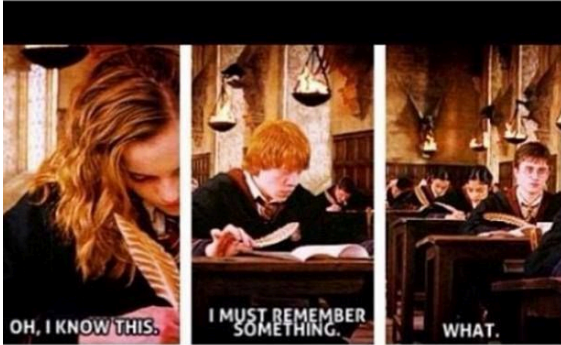 OH, I KNOW THIS.
I MUST REMEMBER
SOMETHING.
WHAT.